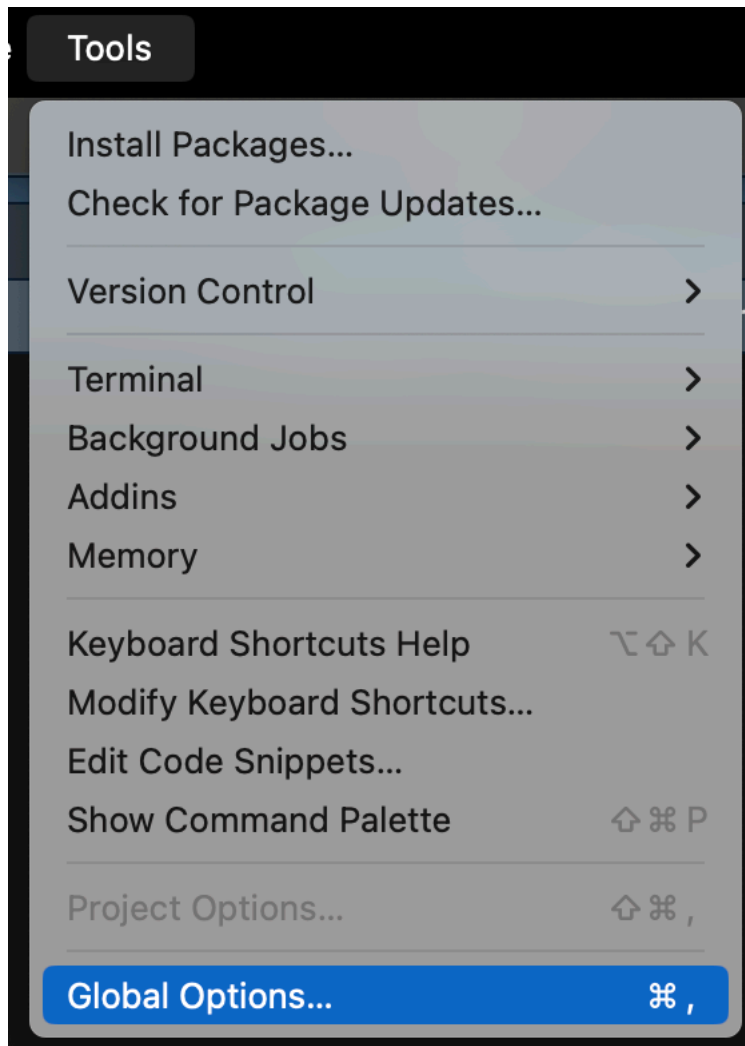 Tools
Install Packages...
Check for Package Updates...
Version Control
Terminal
Background Jobs
Addins
Memory
Keyboard Shortcuts Help ⌥⇧ K
Modify Keyboard Shortcuts...
Edit Code Snippets...
Show Command Palette ⇧⌘ P
Project Options... ⇧⌘ ,
Global Options... ⌘ ,